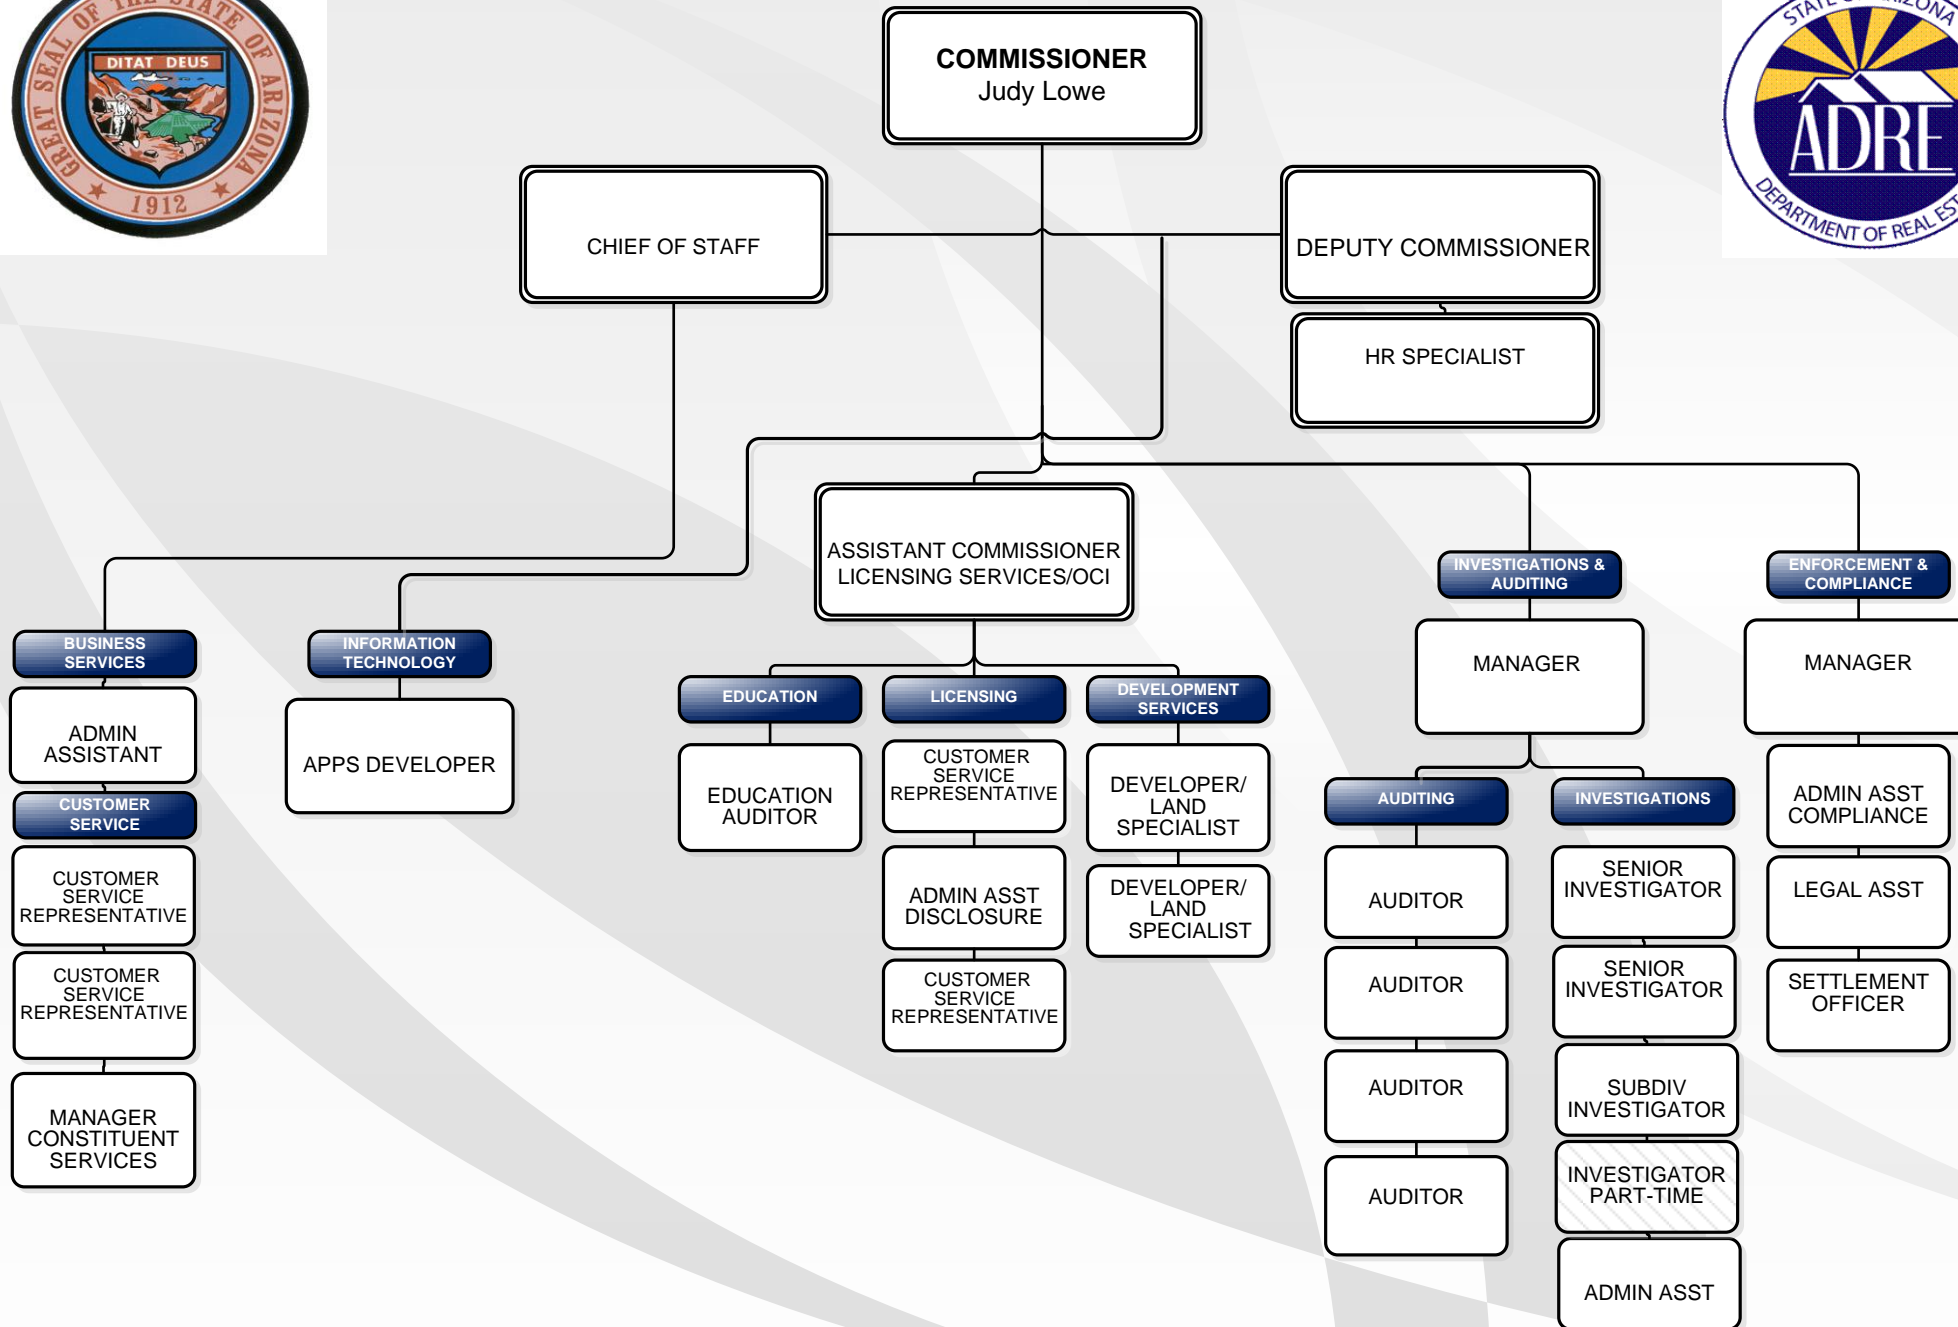 GREAT SEAL OF THE STATE OF ARIZONA
DITAT DEUS
1912
STATE OF ARIZONA
ADRE
DEPARTMENT OF REAL EST
COMMISSIONER
Judy Lowe
CHIEF OF STAFF
DEPUTY COMMISSIONER
HR SPECIALIST
ASSISTANT COMMISSIONER
LICENSING SERVICES/OCI
INVESTIGATIONS &
AUDITING
ENFORCEMENT &
COMPLIANCE
BUSINESS
SERVICES
ADMIN
ASSISTANT
CUSTOMER
SERVICE
CUSTOMER
SERVICE
REPRESENTATIVE
CUSTOMER
SERVICE
REPRESENTATIVE
MANAGER
CONSTITUENT
SERVICES
INFORMATION
TECHNOLOGY
APPS DEVELOPER
EDUCATION
EDUCATION
AUDITOR
LICENSING
CUSTOMER
SERVICE
REPRESENTATIVE
ADMIN ASST
DISCLOSURE
CUSTOMER
SERVICE
REPRESENTATIVE
DEVELOPMENT
SERVICES
DEVELOPER/
LAND
SPECIALIST
DEVELOPER/
LAND
SPECIALIST
MANAGER
AUDITING
AUDITOR
AUDITOR
AUDITOR
AUDITOR
INVESTIGATIONS
SENIOR
INVESTIGATOR
SENIOR
INVESTIGATOR
SUBDIV
INVESTIGATOR
INVESTIGATOR
PART-TIME
ADMIN ASST
MANAGER
ADMIN ASST
COMPLIANCE
LEGAL ASST
SETTLEMENT
OFFICER